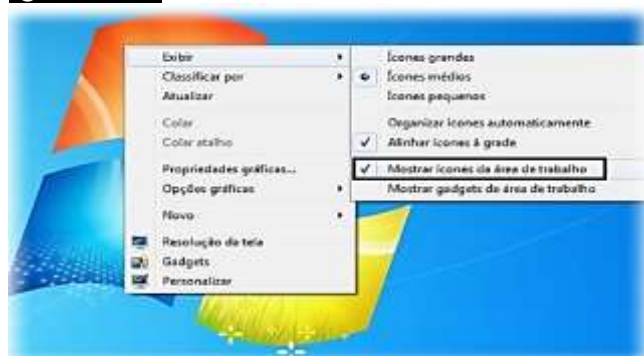 Exibir
Classificar por
Atualizar
Colar
Colar atalho
Propriedades gráficas...
Opções gráficas
Novo
Resolução da tela
Gadgets
Personalizar
Ícones grandes
Ícones médios
Ícones pequenos
Organizar ícones automaticamente
Alinhar ícones à grade
Mostrar ícones da área de trabalho
Mostrar gadgets da área de trabalho